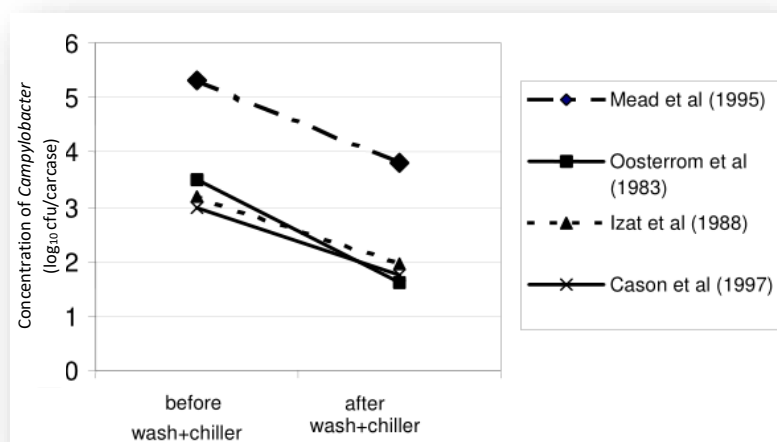 6
5
4
3
2
1
0
Concentration of Campylobacter
(log₁₀ cfu/carcase)
before
wash+chiller
after
wash+chiller
Mead et al (1995)
Oosterrom et al
(1983)
Izat et al (1988)
Cason et al (1997)